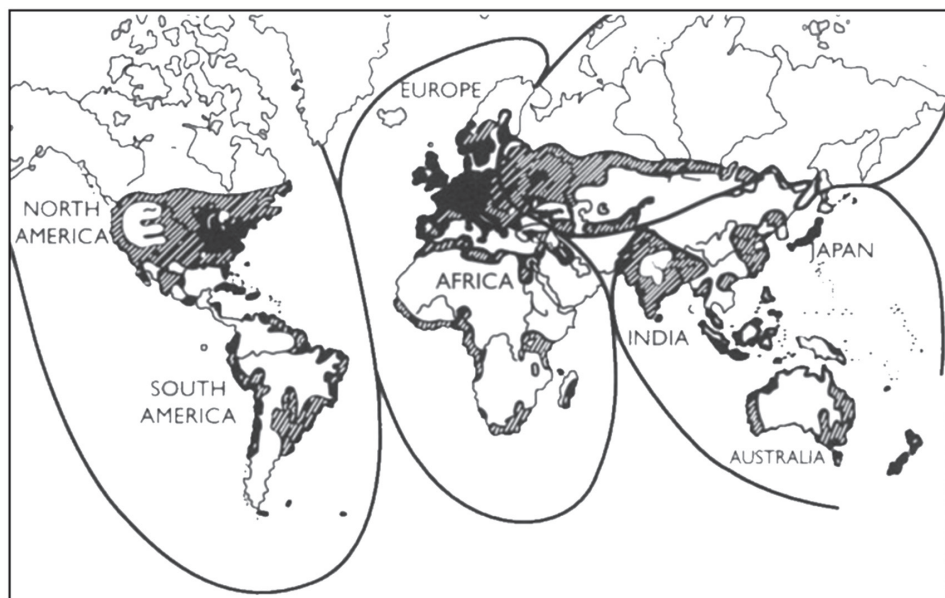 EUROPE
NORTH
AMERICA
JAPAN
AFRICA
INDIA
SOUTH
AMERICA
AUSTRALIA